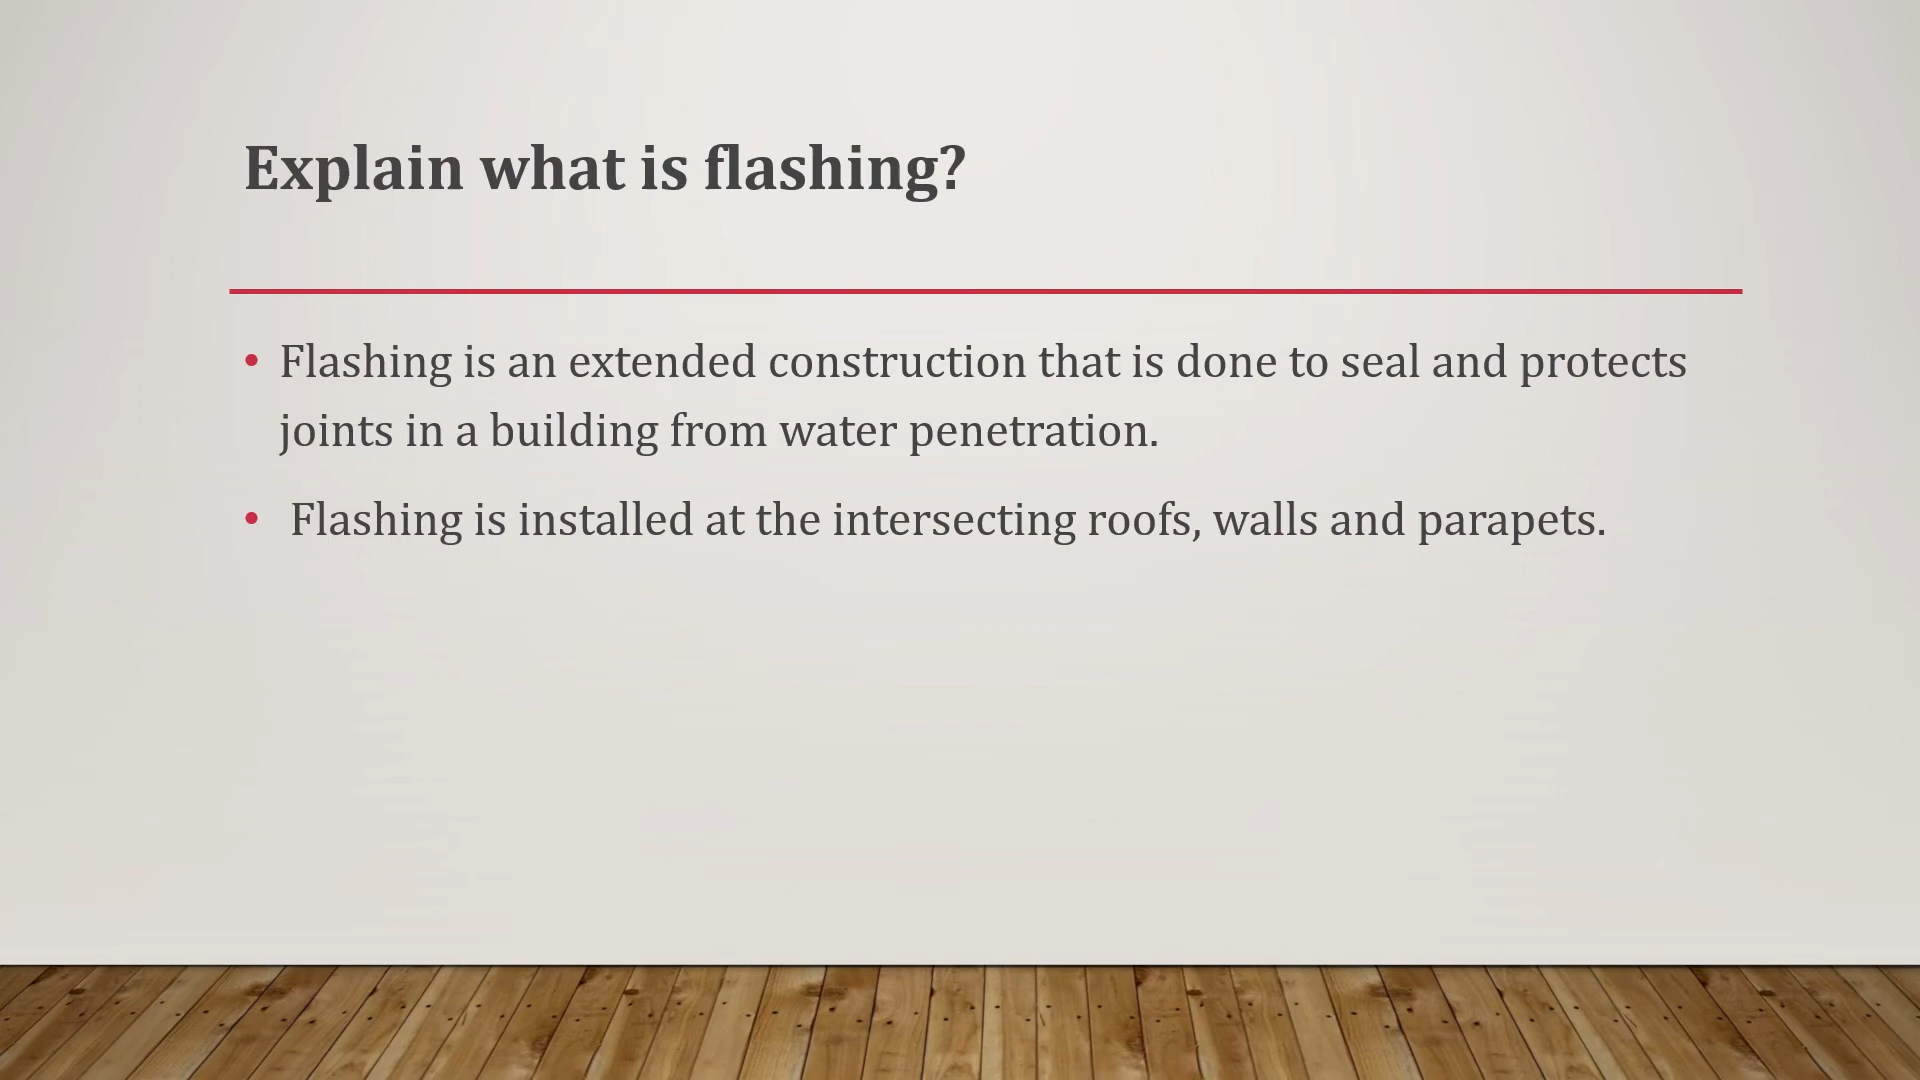 Explain what is flashing?
• Flashing is an extended construction that is done to seal and protects
joints in a building from water penetration.
• Flashing is installed at the intersecting roofs, walls and parapets.